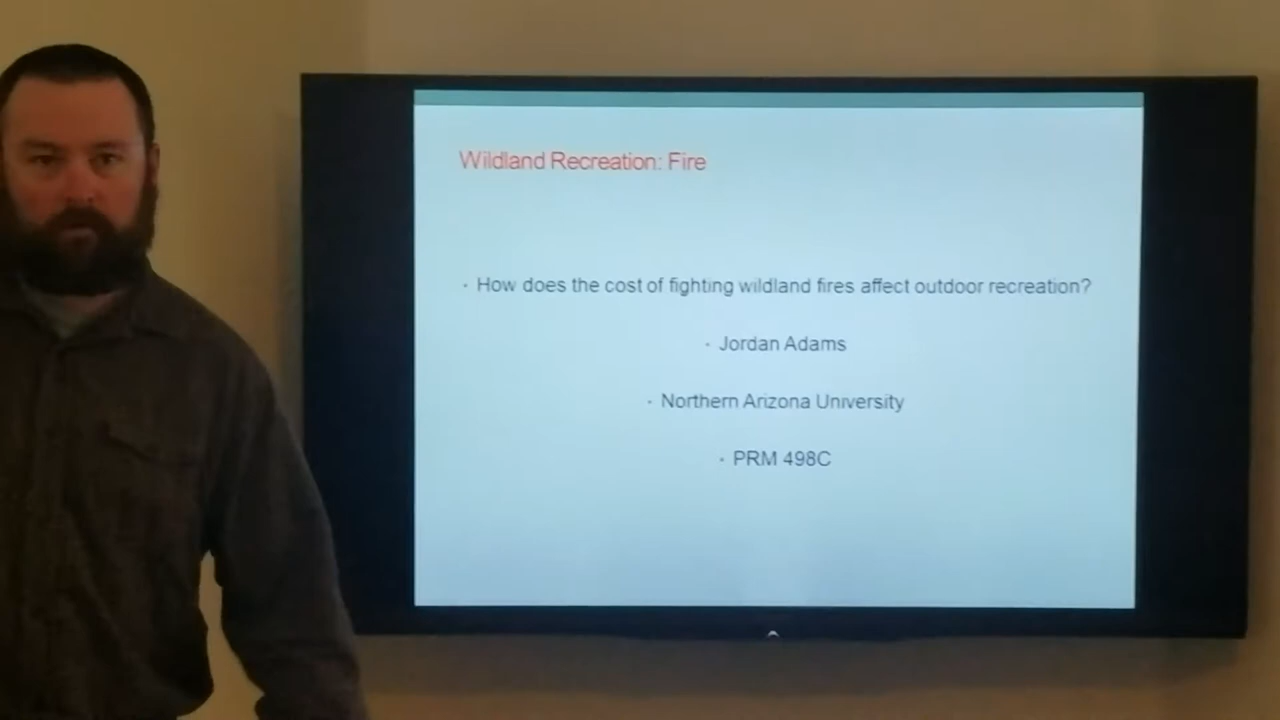 Wildland Recreation: Fire
· How does the cost of fighting wildland fires affect outdoor recreation?
· Jordan Adams
· Northern Arizona University
· PRM 498C